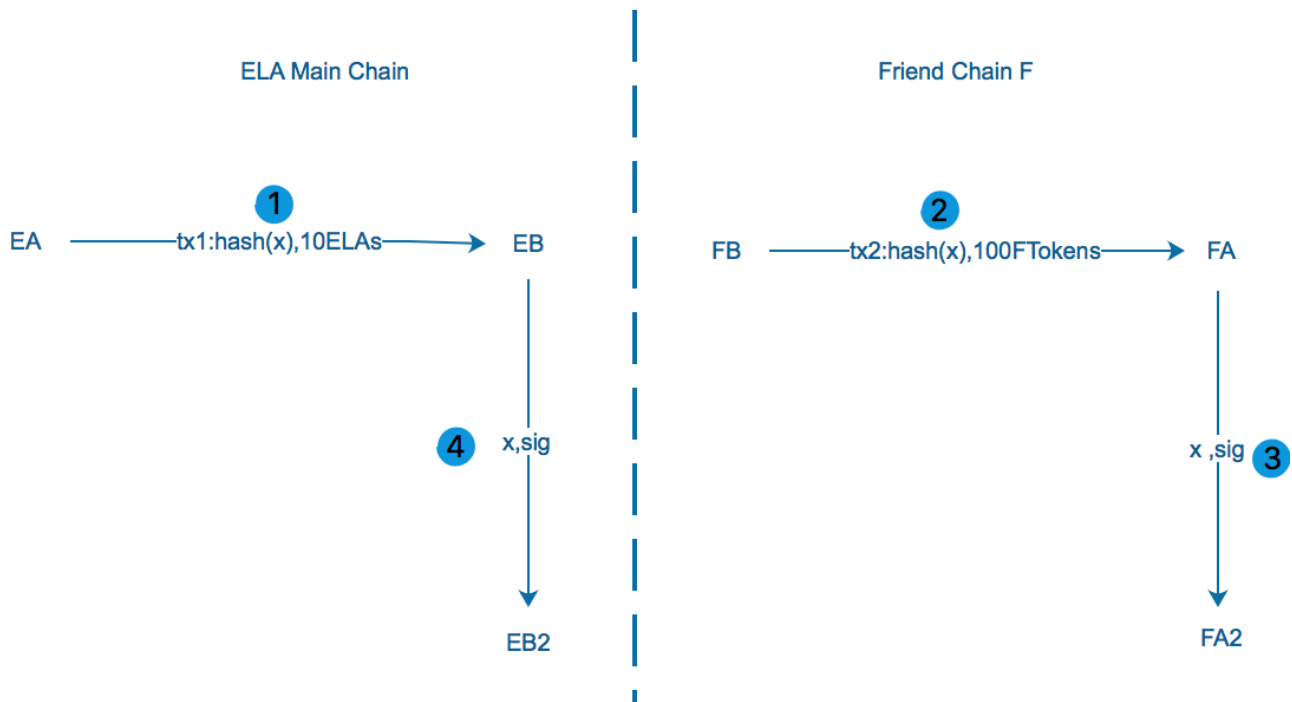 ELA Main Chain
Friend Chain F
1
2
EA
tx1:hash(x),10ELAs
EB
FB
tx2:hash(x),100FTokens
FA
4
x,sig
x ,sig
3
EB2
FA2